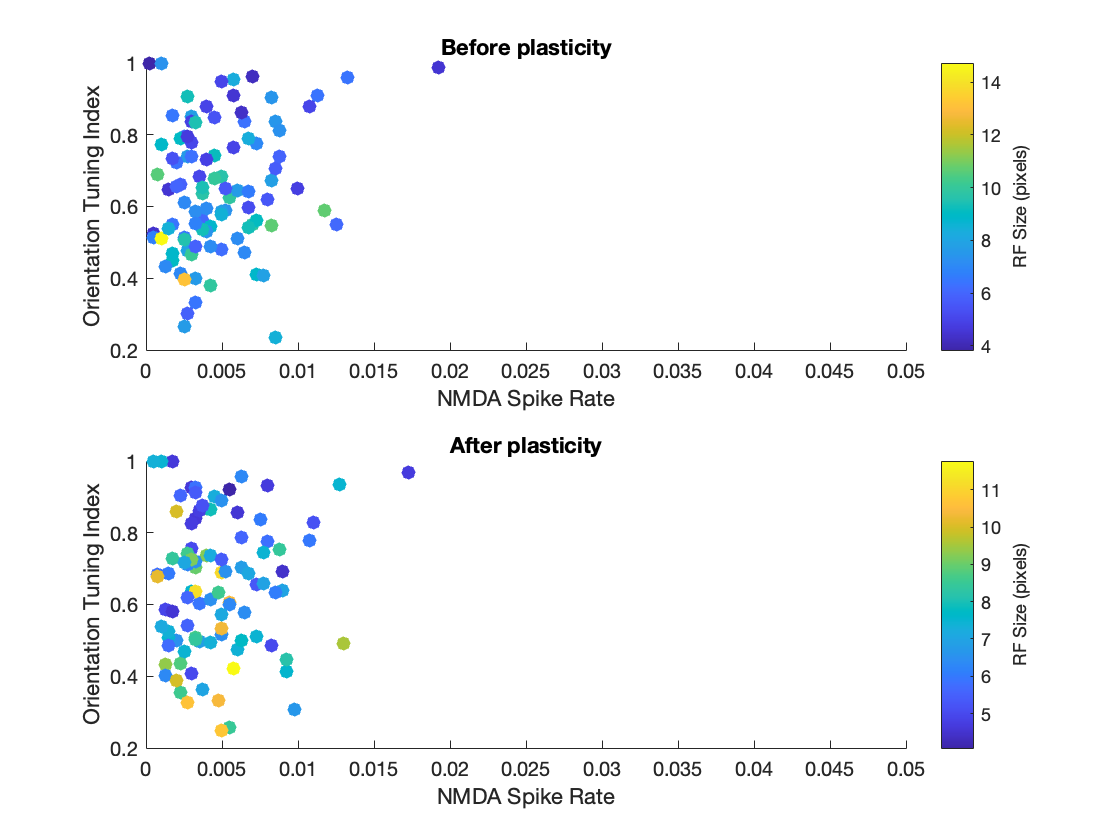 Before plasticity
1
0.8
0.6
0.4
0.2
Orientation Tuning Index
0 0.005 0.01 0.015 0.02 0.025 0.03 0.035 0.04 0.045 0.05
NMDA Spike Rate
14
12
10
8
6
4
RF Size (pixels)
After plasticity
1
0.8
0.6
0.4
0.2
Orientation Tuning Index
0 0.005 0.01 0.015 0.02 0.025 0.03 0.035 0.04 0.045 0.05
NMDA Spike Rate
11
10
9
8
7
6
5
RF Size (pixels)